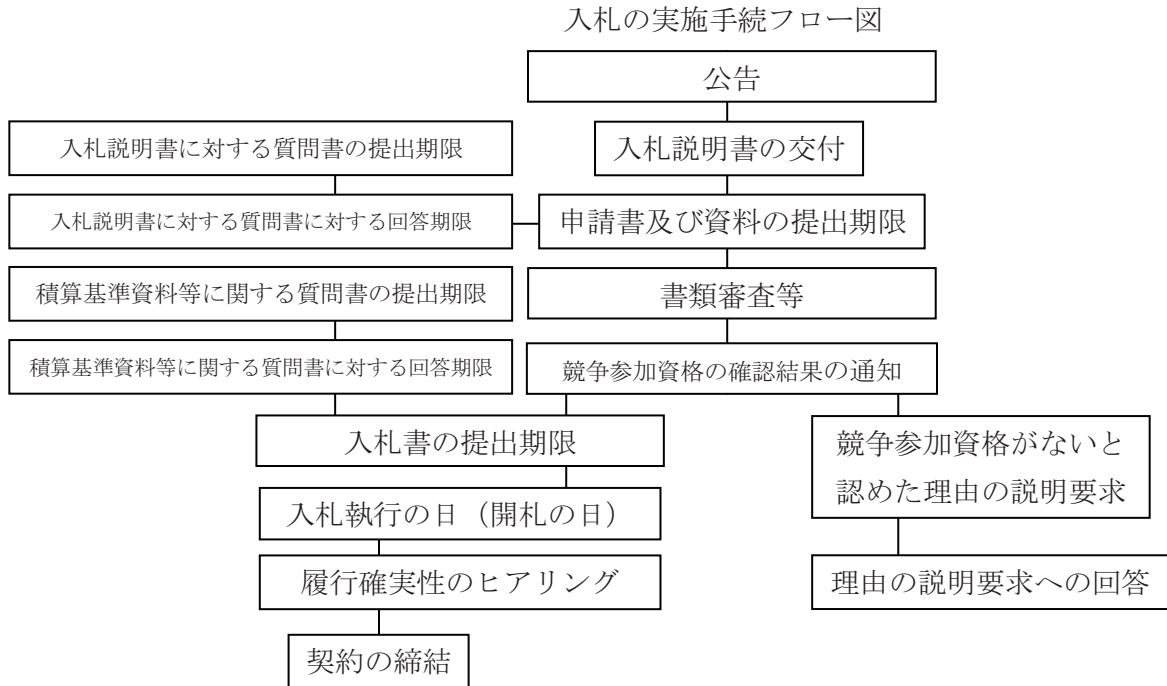 入札の実施手続フロー図
公告
入札説明書に対する質問書の提出期限
入札説明書の交付
入札説明書に対する質問書に対する回答期限
申請書及び資料の提出期限
積算基準資料等に関する質問書の提出期限
書類審査等
積算基準資料等に関する質問書に対する回答期限
競争参加資格の確認結果の通知
入札書の提出期限
競争参加資格がないと
認めた理由の説明要求
入札執行の日（開札の日）
履行確実性のヒアリング
理由の説明要求への回答
契約の締結